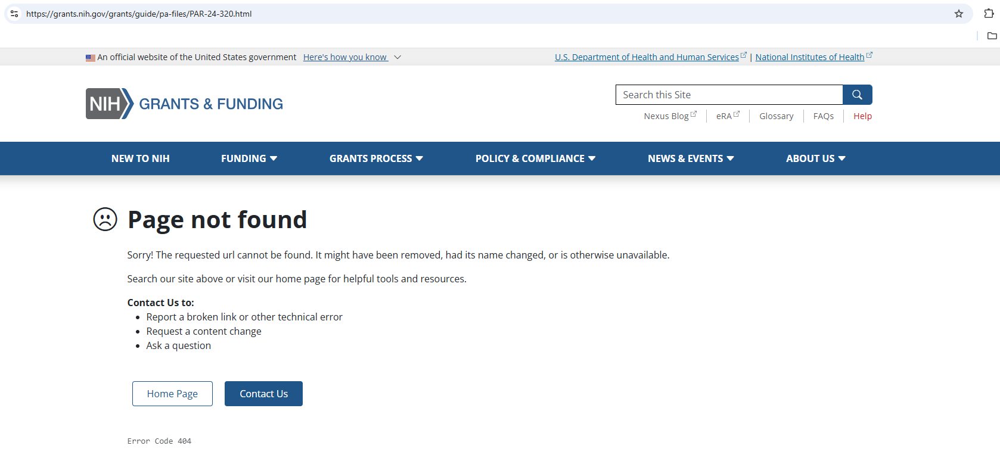 https://grants.nih.gov/grants/guide/pa-files/PAR-24-320.html
An official website of the United States government Here's how you know U.S. Department of Health and Human Services | National Institutes of Health
NIH GRANTS & FUNDING
Search this Site
Nexus Blog eRA Glossary FAQs Help
NEW TO NIH FUNDING GRANTS PROCESS POLICY & COMPLIANCE NEWS & EVENTS ABOUT US
Page not found
Sorry! The requested url cannot be found. It might have been removed, had its name changed, or is otherwise unavailable.
Search our site above or visit our home page for helpful tools and resources.
Contact Us to:
• Report a broken link or other technical error
• Request a content change
• Ask a question
Home Page Contact Us
Error Code 404